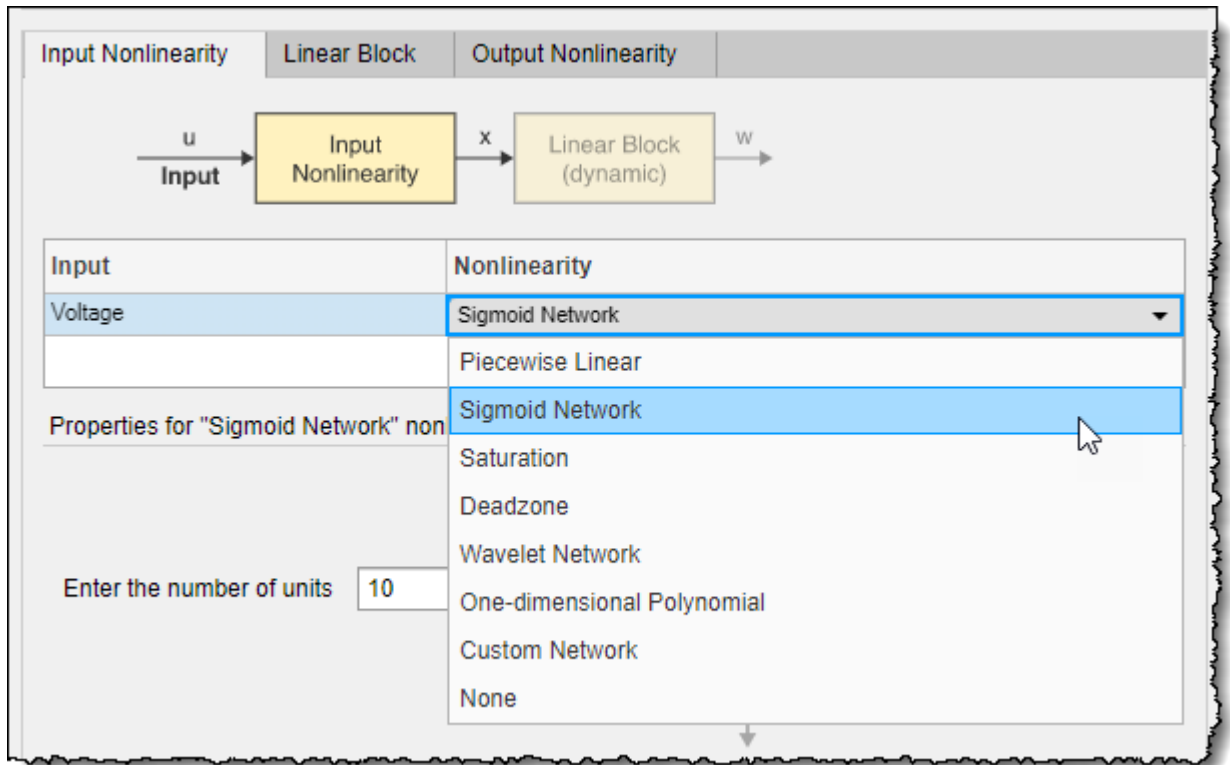 Input Nonlinearity Linear Block Output Nonlinearity
u x w
Input Input Nonlinearity Linear Block (dynamic)
Input Nonlinearity
Voltage Sigmoid Network
Piecewise Linear
Sigmoid Network
Properties for "Sigmoid Network" non
Saturation
Deadzone
Wavelet Network
Enter the number of units 10
One-dimensional Polynomial
Custom Network
None